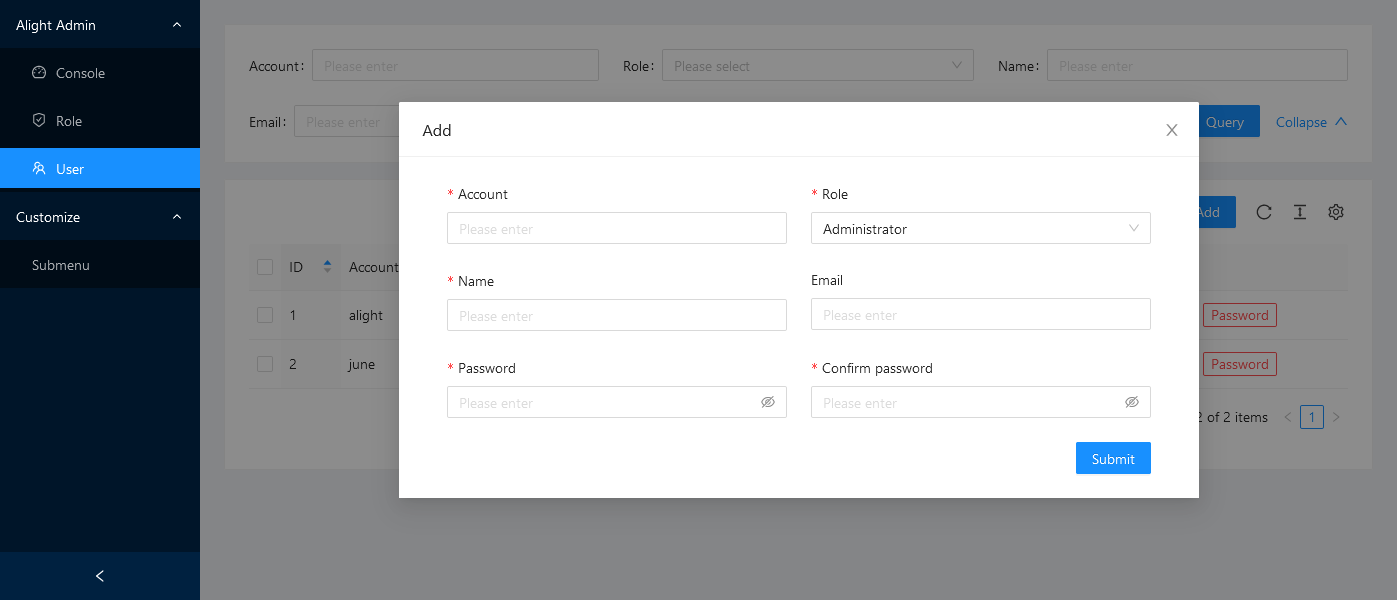 Alight Admin
Console
Role
User
Customize
Submenu
Account: Please enter Role: Please select Name: Please enter
Email: Please enter Query Collapse
Add
* Account * Role
Please enter Administrator
* Name Email
Please enter Please enter
* Password * Confirm password
Please enter Please enter
Submit
Add
ID Account
1 alight Password
2 june Password
2 of 2 items 1